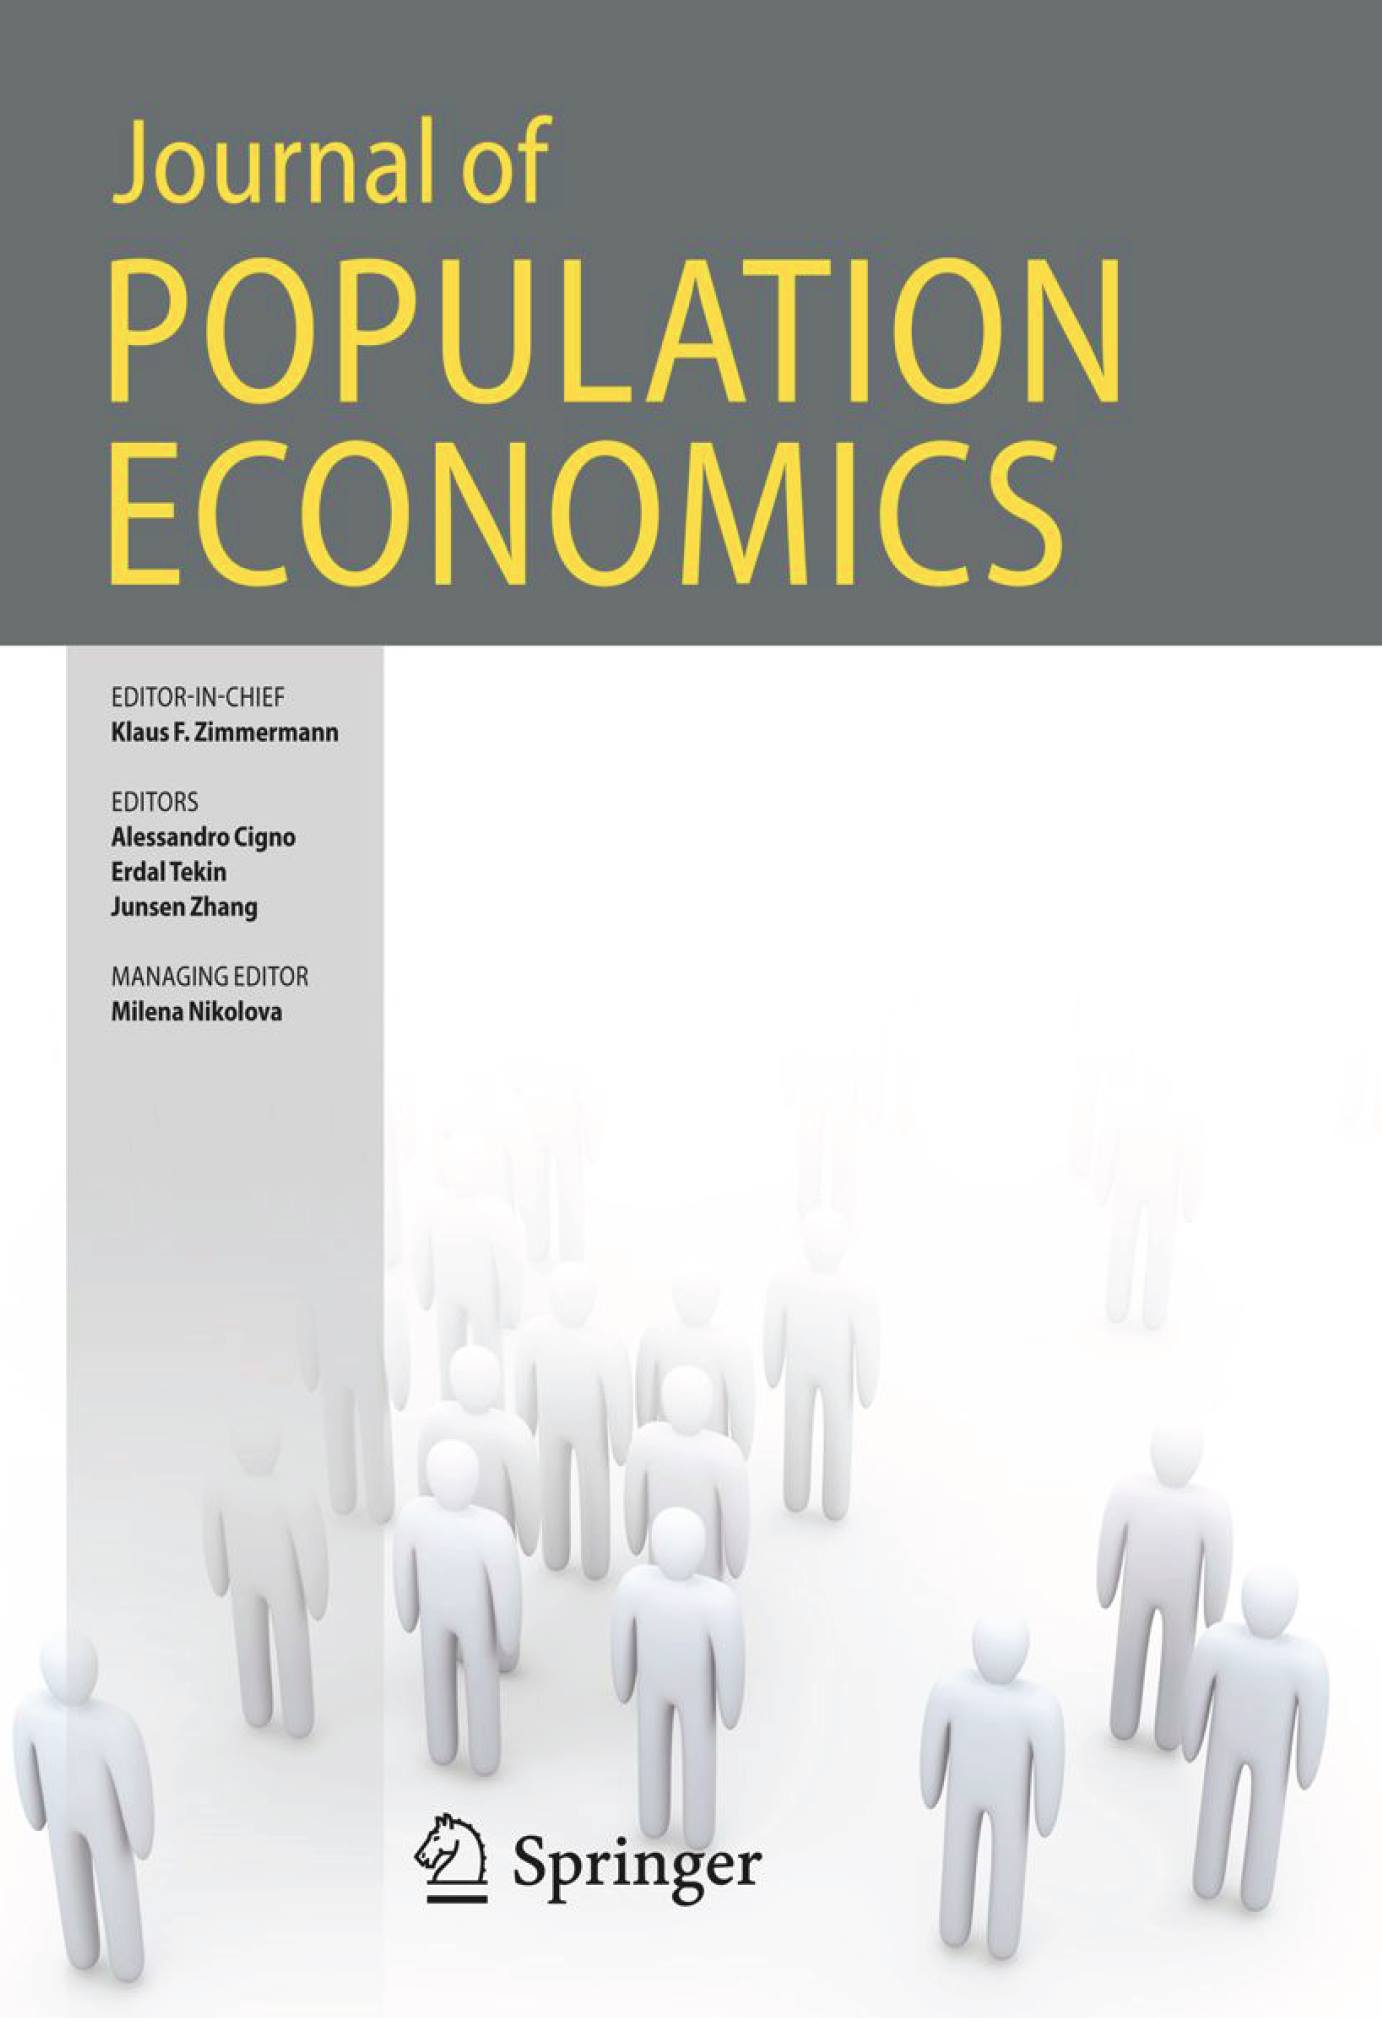 Journal of
POPULATION
ECONOMICS
EDITOR-IN-CHIEF
Klaus F. Zimmermann
EDITORS
Alessandro Cigno
Erdal Tekin
Junsen Zhang
MANAGING EDITOR
Milena Nikolova
Springer